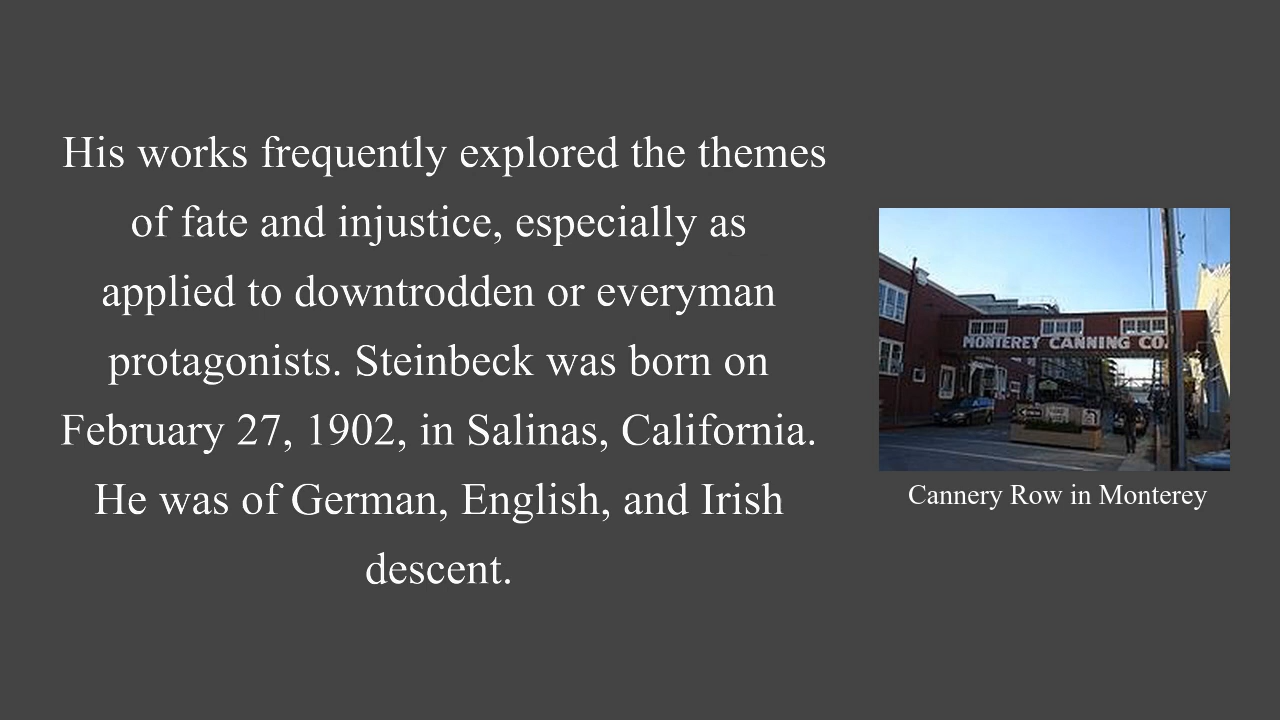 His works frequently explored the themes
of fate and injustice, especially as
applied to downtrodden or everyman
protagonists. Steinbeck was born on
February 27, 1902, in Salinas, California.
He was of German, English, and Irish
descent.
MONTEREY CANNING CO.
Cannery Row in Monterey